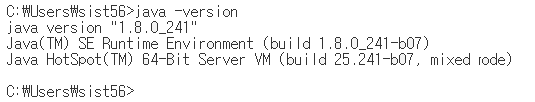 C:₩Users₩sist56>java -version
java version "1.8.0_241"
Java(TM) SE Runtime Environment (build 1.8.0_241-b07)
Java HotSpot(TM) 64-Bit Server VM (build 25.241-b07, mixed mode)
C:₩Users₩sist56>